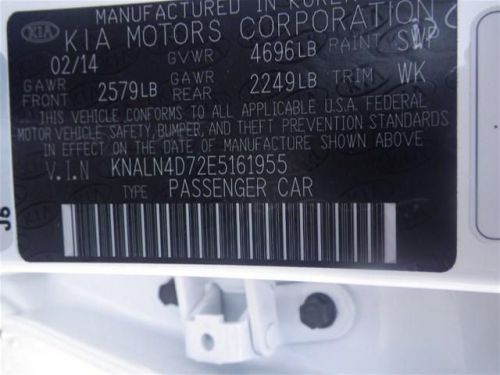 MANUFACTURED IN KOREA
KIA KIA MOTORS CORPORATION
02/14 GVWR 4696LB PAINT SWP
GAWR FRONT 2579LB GAWR REAR 2249LB TRIM WK
THIS VEHICLE CONFORMS TO ALL APPLICABLE U.S.A. FEDERAL
MOTOR VEHICLE SAFETY, BUMPER, AND THEFT PREVENTION STANDARDS
IN EFFECT ON THE DATE OF MANUFACTURE SHOWN ABOVE.
V.I.N KNALN4D72E5161955
TYPE PASSENGER CAR
J6